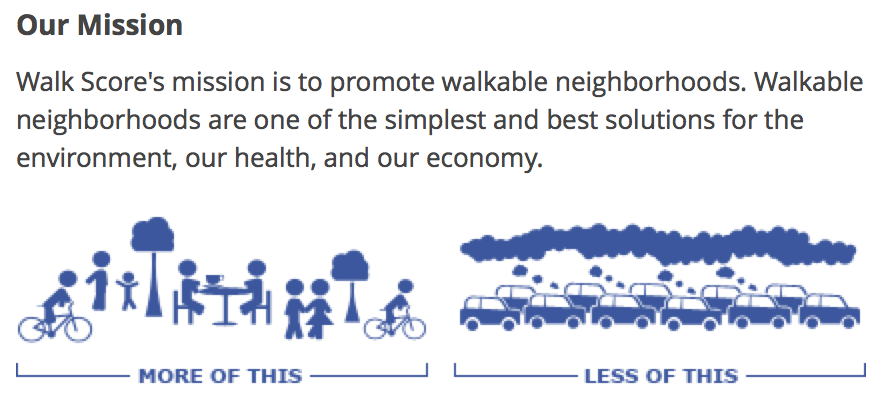 Our Mission
Walk Score's mission is to promote walkable neighborhoods. Walkable
neighborhoods are one of the simplest and best solutions for the
environment, our health, and our economy.
MORE OF THIS
LESS OF THIS